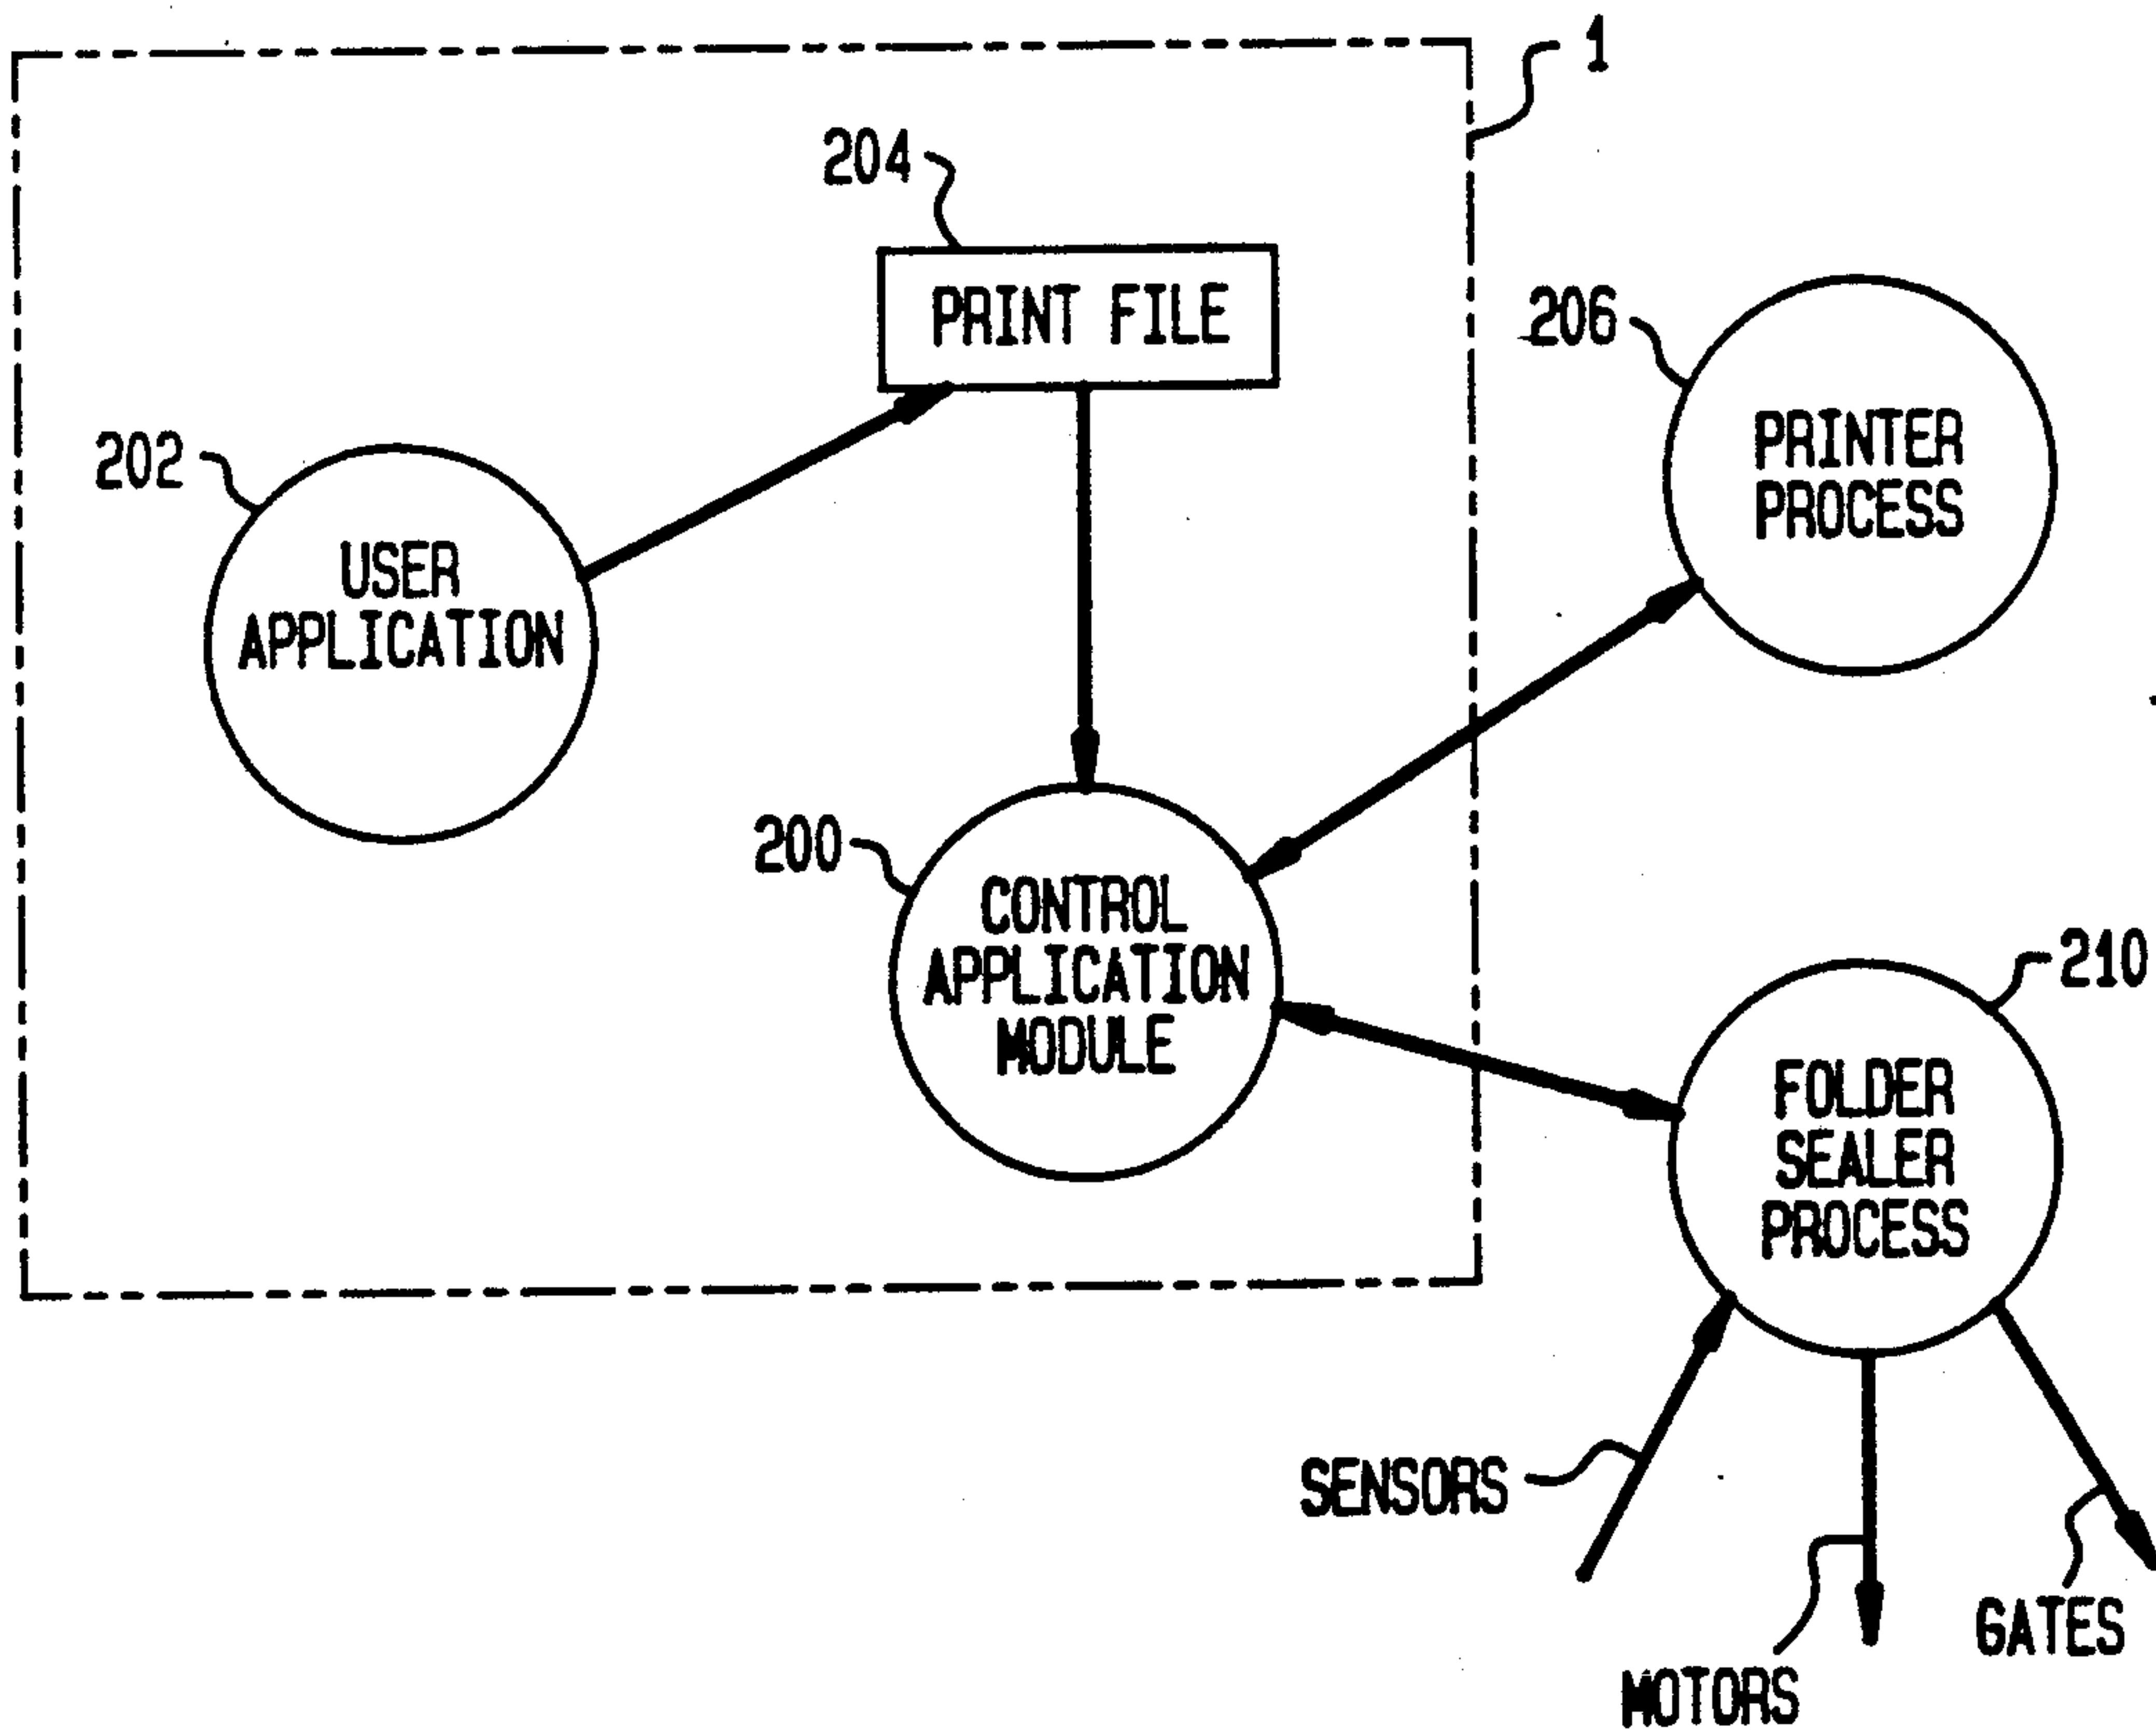 1
204
PRINT FILE
206
PRINTER
PROCESS
202
USER
APPLICATION
200
CONTROL
APPLICATION
MODULE
210
FOLDER
SEALER
PROCESS
SENSORS
GATES
MOTORS